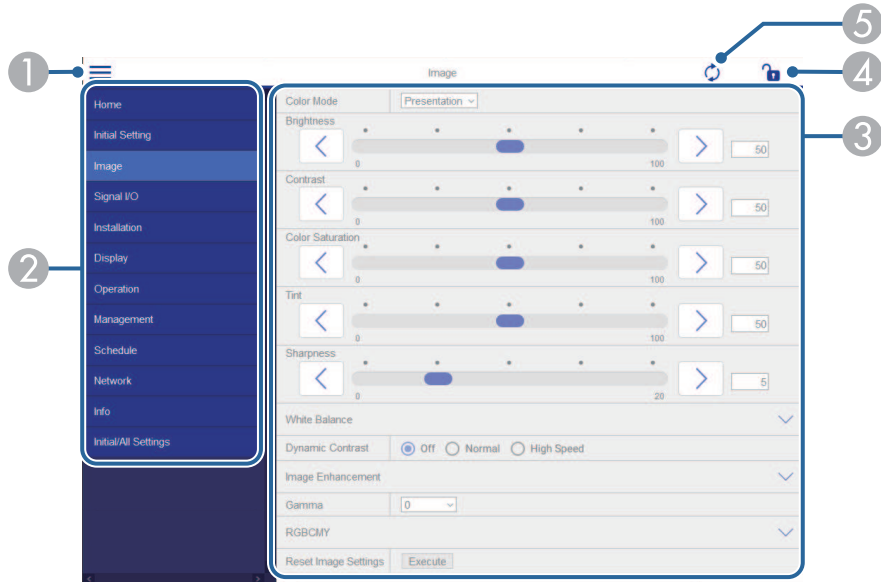 5
1
Image
4
Home
Initial Setting
Image
Signal I/O
Installation
Display
Operation
Management
Schedule
Network
Info
Initial/All Settings
2
Color Mode Presentation
Brightness
50
0 100
Contrast
50
0 100
Color Saturation
50
0 100
Tint
50
0 100
Sharpness
5
0 20
White Balance
Dynamic Contrast Off Normal High Speed
Image Enhancement
Gamma 0
RGBCMY
Reset Image Settings Execute
3